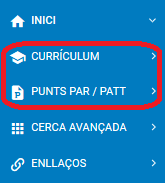 INICI
CURRÍCULUM
PUNTS PAR / PATT
CERCA AVANÇADA
ENLLAÇOS